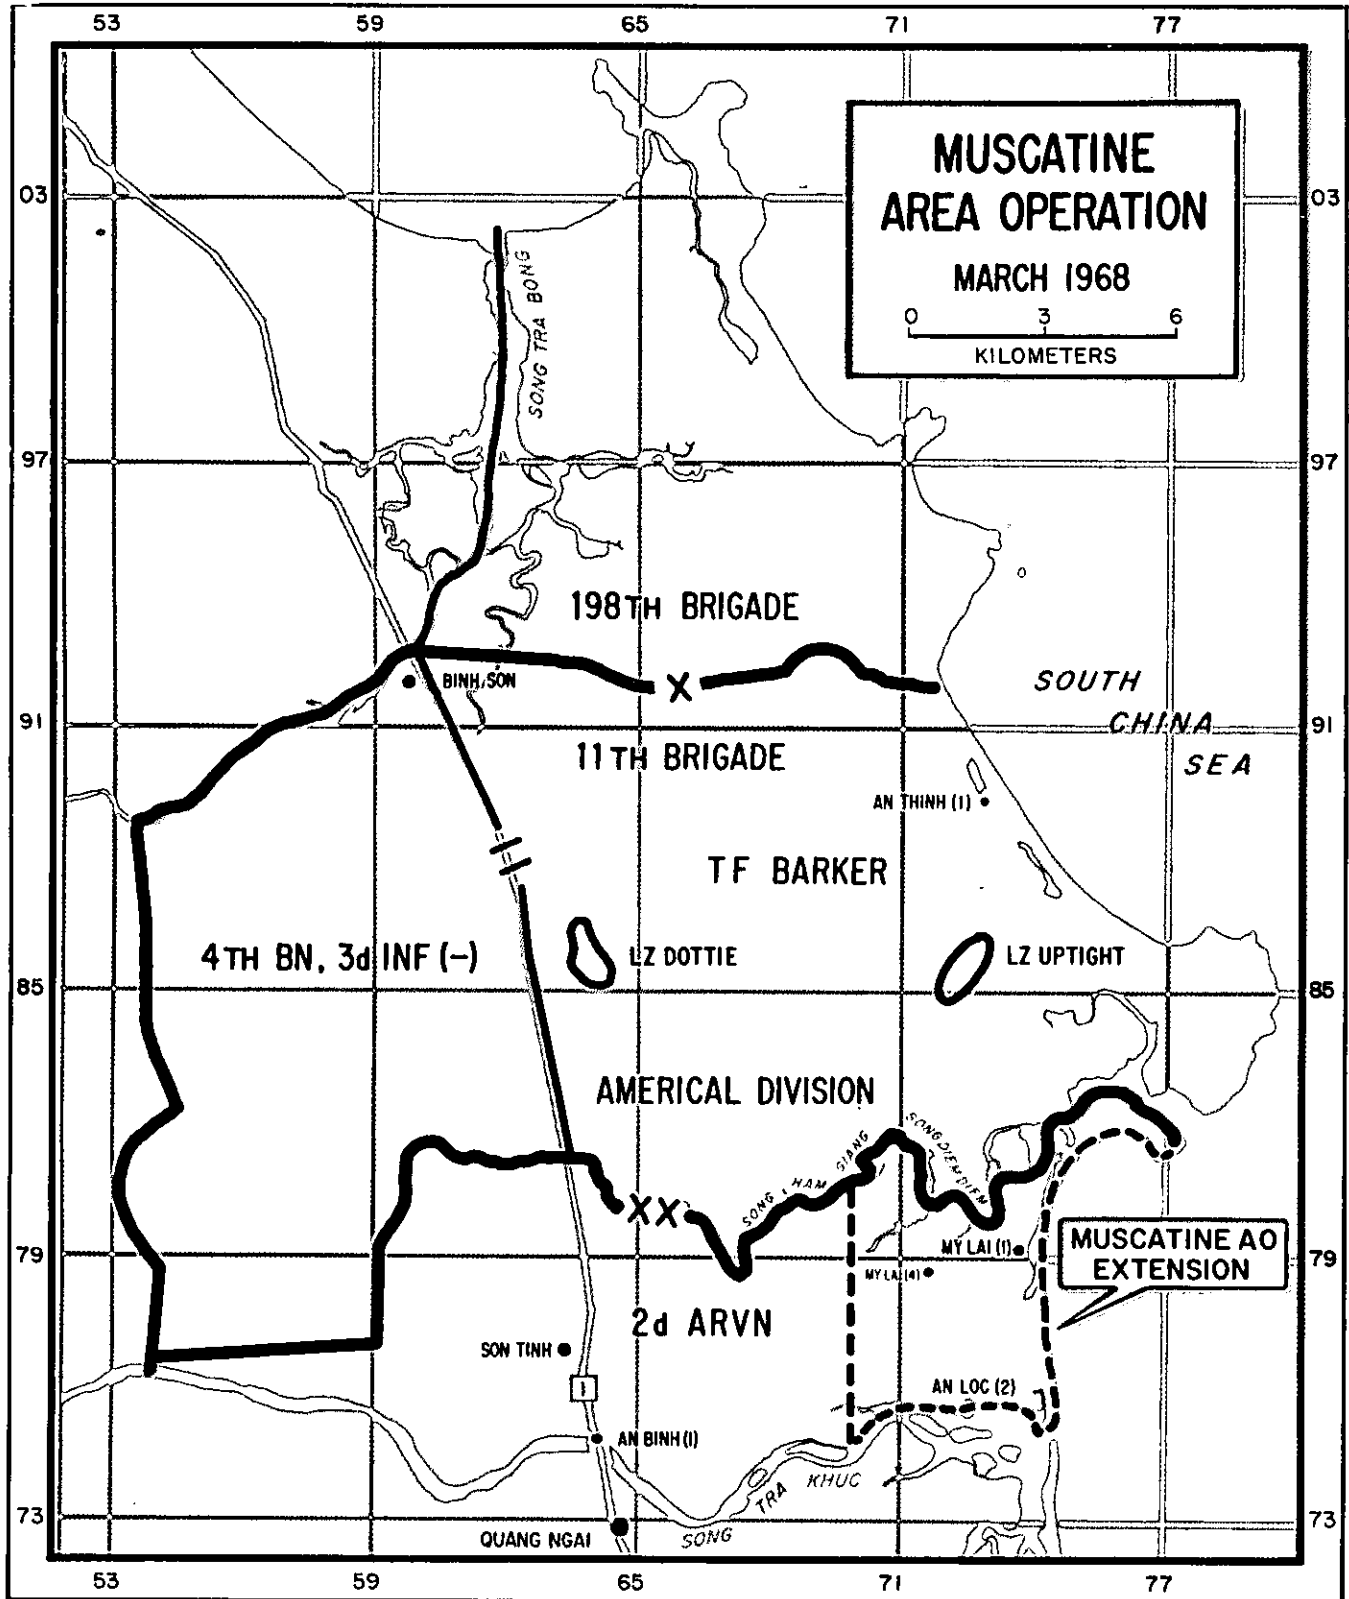 53 59 65 71 77
MUSCATINE
AREA OPERATION
MARCH 1968
0 3 6
KILOMETERS
03 03
SONG TRA BONG
97 97
198TH BRIGADE
BINH SON
SOUTH
CHINA
SEA
91 91
11TH BRIGADE
AN THINH (1)
TF BARKER
4TH BN, 3d INF (-)
LZ DOTTIE
LZ UPTIGHT
85 85
AMERICAL DIVISION
SONG HAM GIANG
SONG DIEM DIEM
X
XX
MY LAI (1)
79 79
MY LAI (4)
MUSCATINE AO
EXTENSION
2d ARVN
SON TINH
1
AN LOC (2)
AN BINH (1)
SONG TRA KHUC
73 73
QUANG NGAI
53 59 65 71 77